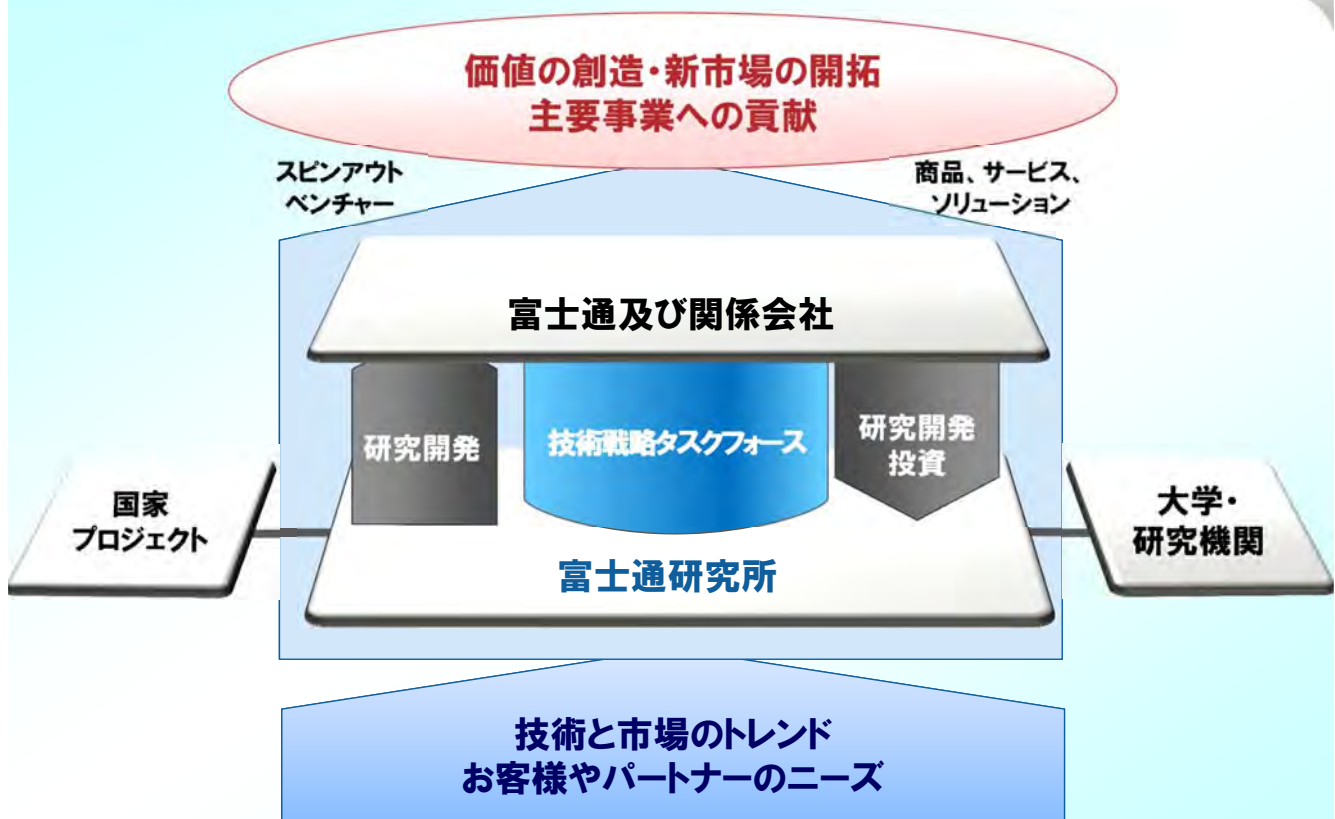 価値の創造・新市場の開拓
主要事業への貢献
スピンアウト
ベンチャー
商品、サービス、
ソリューション
富士通及び関係会社
研究開発
技術戦略タスクフォース
研究開発
投資
国家
プロジェクト
大学・
研究機関
富士通研究所
技術と市場のトレンド
お客様やパートナーのニーズ